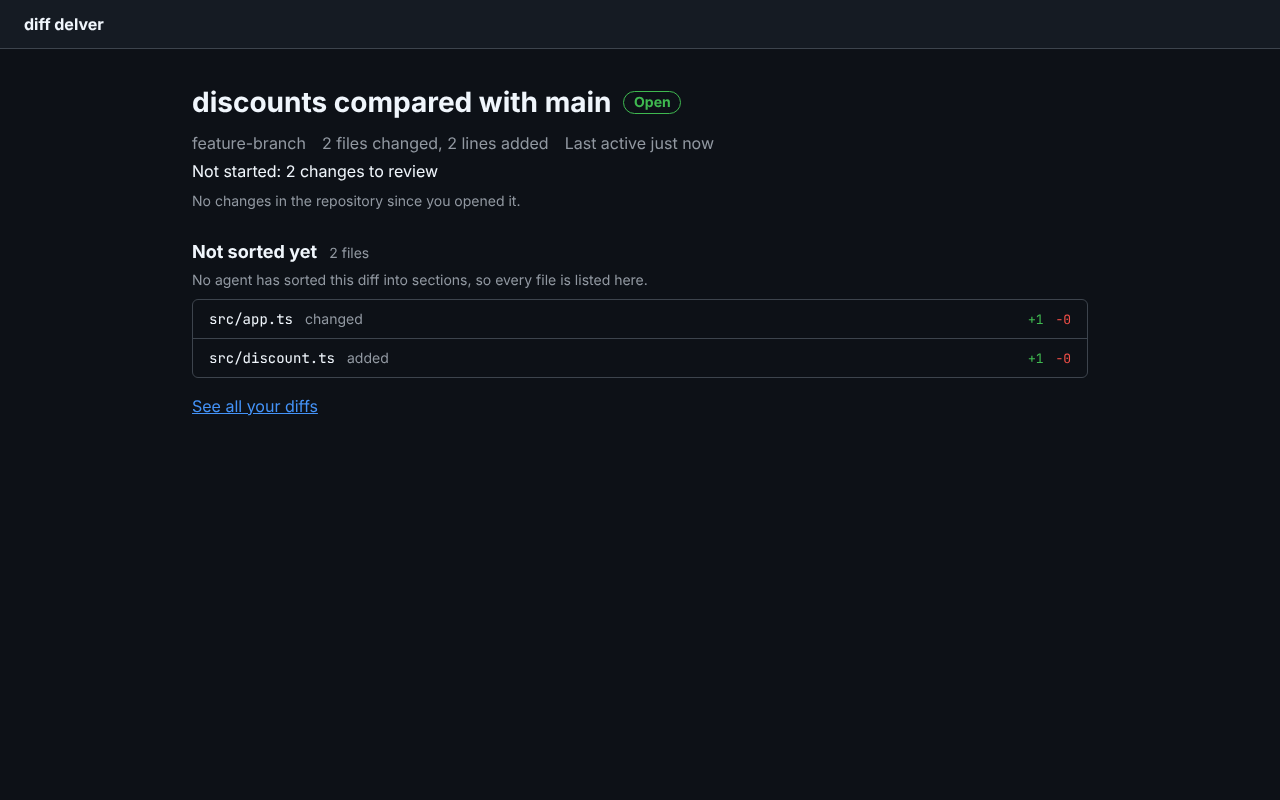 diff delver
discounts compared with main Open
feature-branch 2 files changed, 2 lines added Last active just now
Not started: 2 changes to review
No changes in the repository since you opened it.
Not sorted yet 2 files
No agent has sorted this diff into sections, so every file is listed here.
src/app.ts changed +1 -0
src/discount.ts added +1 -0
See all your diffs